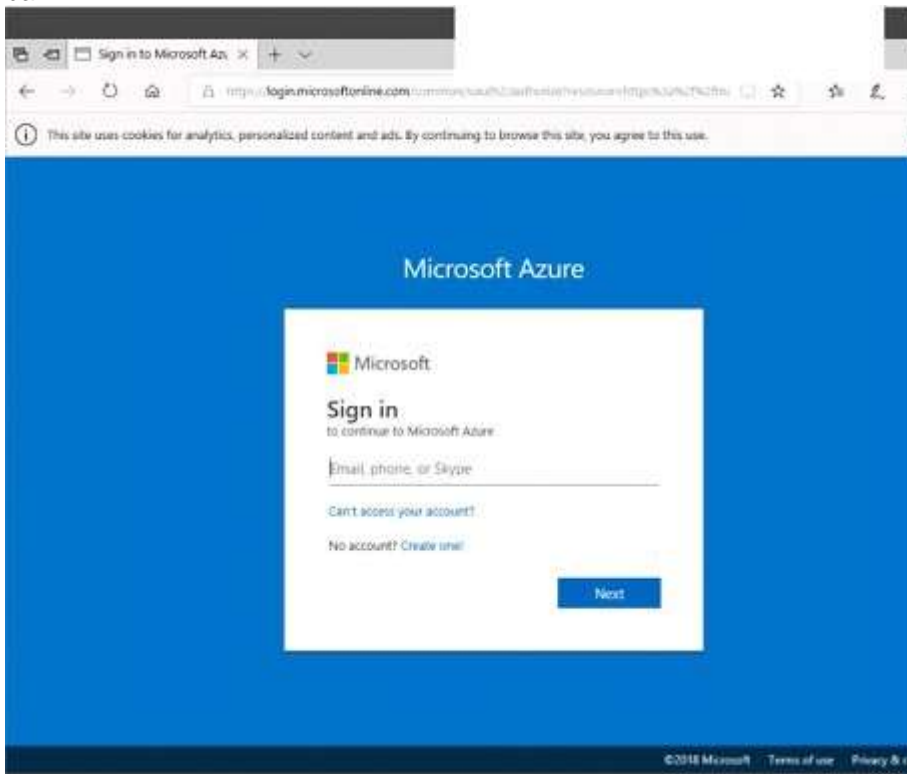 Sign in to Microsoft Az
login.microsoftonline.com
This site uses cookies for analytics, personalized content and ads. By continuing to browse this site, you agree to this use.
Microsoft Azure
Microsoft
Sign in
to continue to Microsoft Azure
Email, phone, or Skype
Can't access your account?
No account? Create one!
Next
©2018 Microsoft Terms of use Privacy &